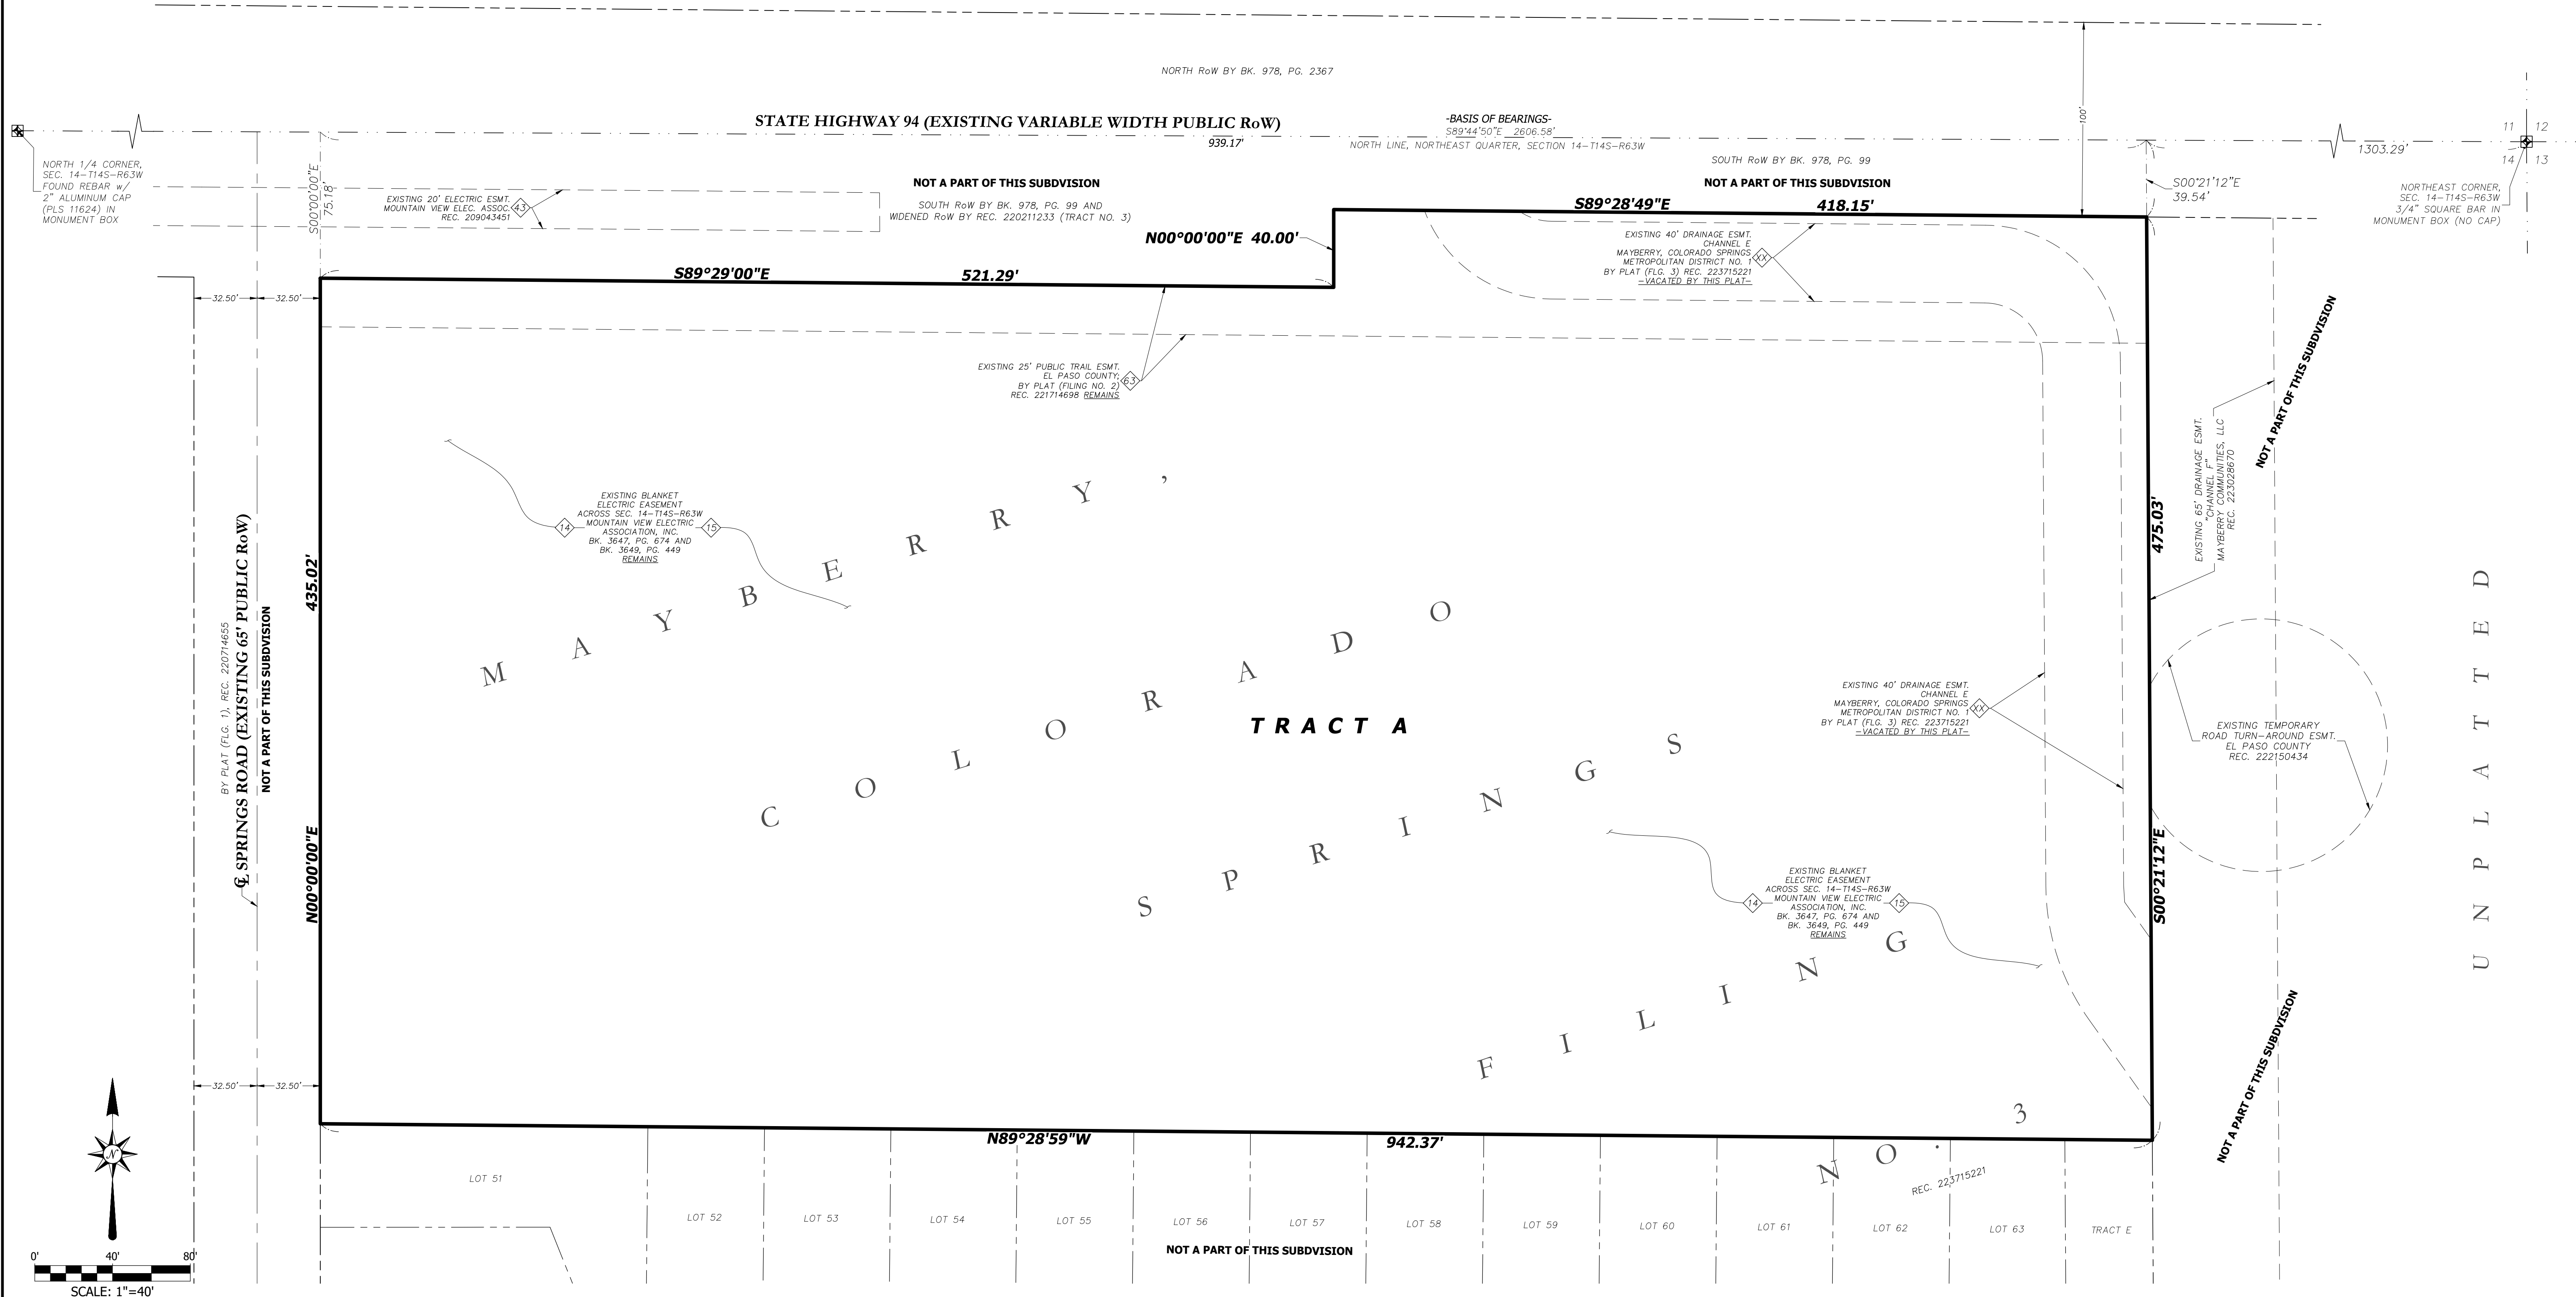 NORTH RoW BY BK. 978, PG. 2367
STATE HIGHWAY 94 (EXISTING VARIABLE WIDTH PUBLIC RoW)
939.17'
-BASIS OF BEARINGS-
S89°44'50"E 2606.58'
NORTH LINE, NORTHEAST QUARTER, SECTION 14-T14S-R63W
100'
1303.29'
11 12
14 13
NORTH 1/4 CORNER,
SEC. 14-T14S-R63W
FOUND REBAR w/
2" ALUMINUM CAP
(PLS 11624) IN
MONUMENT BOX
S00°00'00"E
75.18'
EXISTING 20' ELECTRIC ESMT.
MOUNTAIN VIEW ELEC. ASSOC.
REC. 209043451
43
NOT A PART OF THIS SUBDVISION
SOUTH RoW BY BK. 978, PG. 99 AND
WIDENED RoW BY REC. 220211233 (TRACT NO. 3)
SOUTH RoW BY BK. 978, PG. 99
NOT A PART OF THIS SUBDVISION
S00°21'12"E
39.54'
NORTHEAST CORNER,
SEC. 14-T14S-R63W
3/4" SQUARE BAR IN
MONUMENT BOX (NO CAP)
N00°00'00"E 40.00'
S89°28'49"E 418.15'
S89°29'00"E 521.29'
32.50' 32.50'
EXISTING 40' DRAINAGE ESMT.
CHANNEL E
MAYBERRY, COLORADO SPRINGS
METROPOLITAN DISTRICT NO. 1
BY PLAT (FLG. 3) REC. 223715221
-VACATED BY THIS PLAT-
XX
EXISTING 25' PUBLIC TRAIL ESMT.
EL PASO COUNTY;
BY PLAT (FILING NO. 2)
REC. 221714698 REMAINS
63
EXISTING BLANKET
ELECTRIC EASEMENT
ACROSS SEC. 14-T14S-R63W
MOUNTAIN VIEW ELECTRIC
ASSOCIATION, INC.
BK. 3647, PG. 674 AND
BK. 3649, PG. 449
REMAINS
14
15
BY PLAT (FLG. 1), REC. 220714655
℄ SPRINGS ROAD (EXISTING 65' PUBLIC RoW)
NOT A PART OF THIS SUBDVISION
435.02'
N00°00'00"E
MAYBERRY,
COLORADO
SPRINGS
FILING
NO. 3
REC. 223715221
TRACT A
EXISTING 40' DRAINAGE ESMT.
CHANNEL E
MAYBERRY, COLORADO SPRINGS
METROPOLITAN DISTRICT NO. 1
BY PLAT (FLG. 3) REC. 223715221
-VACATED BY THIS PLAT-
XX
EXISTING BLANKET
ELECTRIC EASEMENT
ACROSS SEC. 14-T14S-R63W
MOUNTAIN VIEW ELECTRIC
ASSOCIATION, INC.
BK. 3647, PG. 674 AND
BK. 3649, PG. 449
REMAINS
14
15
475.03'
S00°21'12"E
EXISTING 65' DRAINAGE ESMT.
"CHANNEL F"
MAYBERRY COMMUNITIES, LLC
REC. 223028670
NOT A PART OF THIS SUBDVISION
EXISTING TEMPORARY
ROAD TURN-AROUND ESMT.
EL PASO COUNTY
REC. 222150434
UNPLATTED
NOT A PART OF THIS SUBDVISION
32.50' 32.50'
N89°28'59"W 942.37'
LOT 51
LOT 52
LOT 53
LOT 54
LOT 55
LOT 56
LOT 57
LOT 58
LOT 59
LOT 60
LOT 61
LOT 62
LOT 63
TRACT E
NOT A PART OF THIS SUBDVISION
N
0' 40' 80'
SCALE: 1"=40'